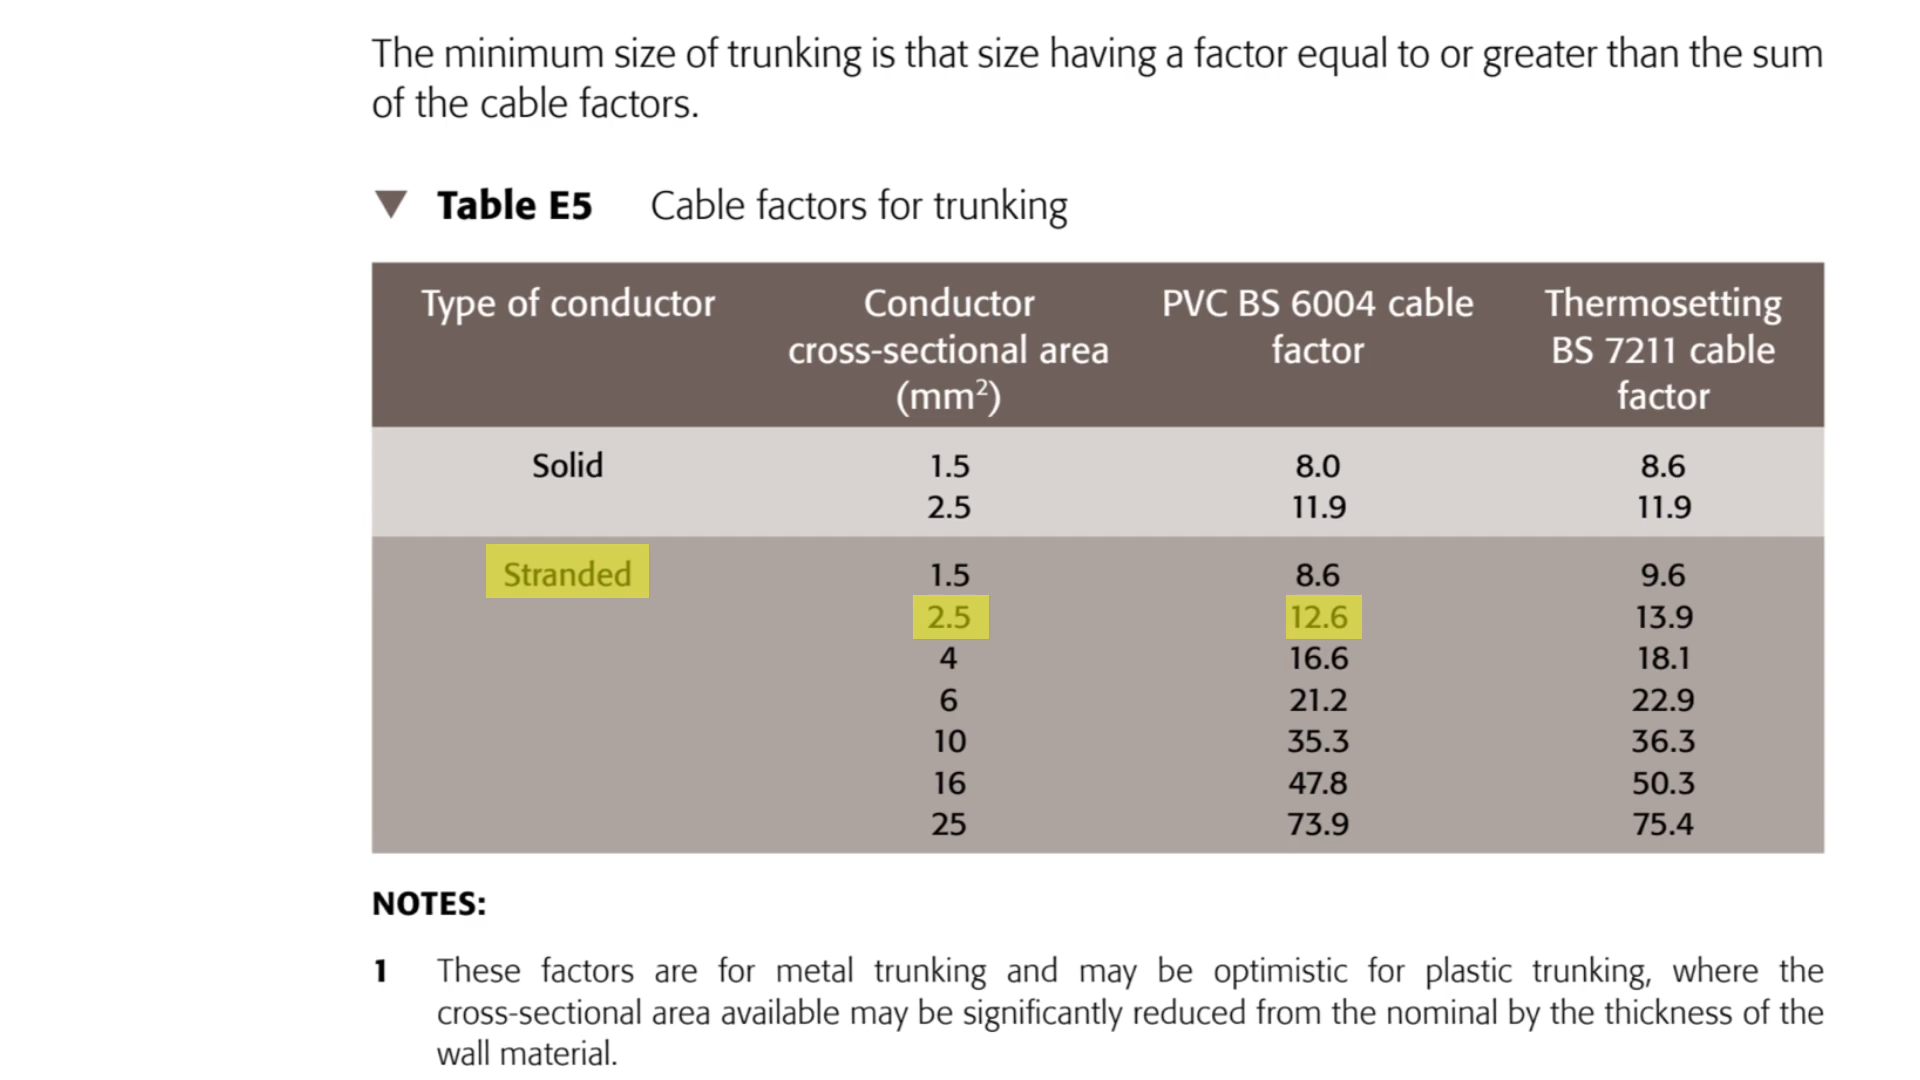 The minimum size of trunking is that size having a factor equal to or greater than the sum
of the cable factors.
▼ Table E5 Cable factors for trunking
Type of conductor Conductor cross-sectional area (mm²) PVC BS 6004 cable factor Thermosetting BS 7211 cable factor
Solid 1.5 8.0 8.6
2.5 11.9 11.9
Stranded 1.5 8.6 9.6
2.5 12.6 13.9
4 16.6 18.1
6 21.2 22.9
10 35.3 36.3
16 47.8 50.3
25 73.9 75.4
NOTES:
1 These factors are for metal trunking and may be optimistic for plastic trunking, where the
cross-sectional area available may be significantly reduced from the nominal by the thickness of the
wall material.